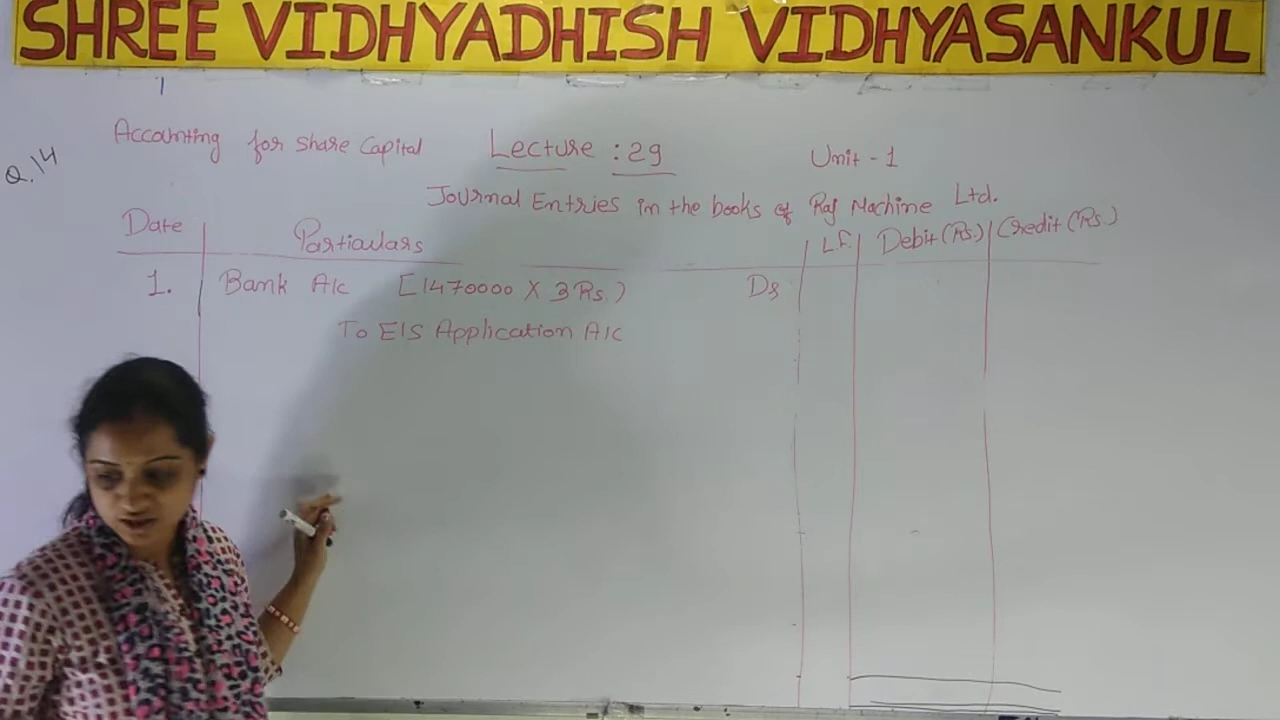 SHREE VIDHYADHISH VIDHYASANKUL
Q.14
Accounting for Share Capital Lecture : 29 Unit - 1
Journal Entries in the books of Raj Machine Ltd.
Date Particulars L.F. Debit (Rs.) Credit (Rs.)
1. Bank A/c [1470000 X 3 Rs.) Dr
To E/S Application A/c